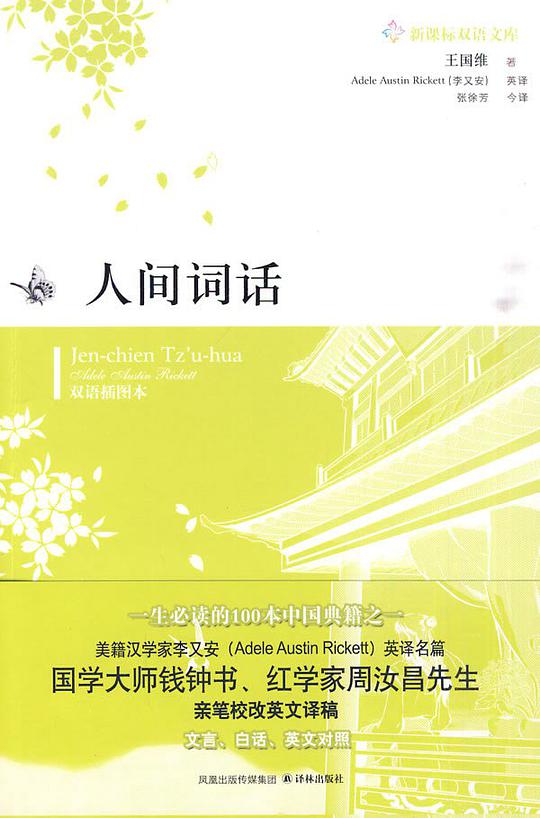 新课标双语文库
王国维 著
Adele Austin Rickett (李又安) 英译
张徐芳 今译
人间词话
Jen-chien Tz'u-hua
Adele Austin Rickett
双语插图本
一生必读的100本中国典籍之一
美籍汉学家李又安（Adele Austin Rickett）英译名篇
国学大师钱钟书、红学家周汝昌先生
亲笔校改英文译稿
文言、白话、英文对照
凤凰出版传媒集团 译林出版社